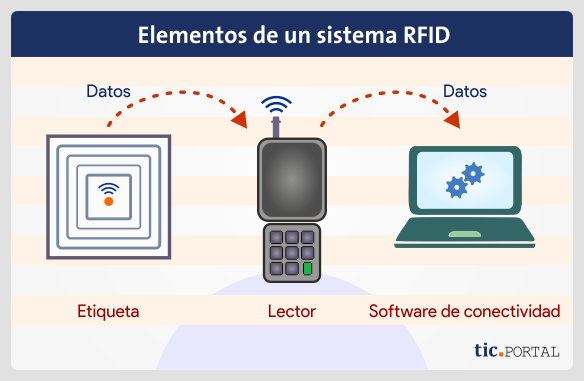 Elementos de un sistema RFID
Datos
Datos
Etiqueta
Lector
Software de conectividad
tic.PORTAL